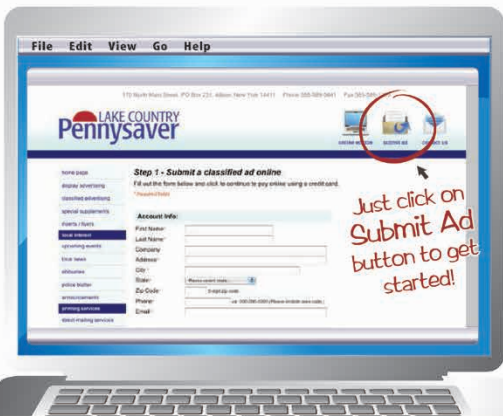 File Edit View Go Help
170 North Main Street, PO Box 231, Albion, New York 14411 Phone 585-589-5641
LAKE COUNTRY
Pennysaver
SUBMIT AD
CONTACT US
home page
display advertising
classified advertising
special supplements
inserts / flyers
local interest
upcoming events
local news
obituaries
police blotter
announcements
printing services
direct mailing services
Step 1 - Submit a classified ad online
Fill out the form below and click to continue to pay online using a credit card.
* Required field
Account Info:
First Name*
Last Name*
Company
Address*
City*
State*
Zip Code*
Phone*
Email*
Just click on
Submit Ad
button to get
started!